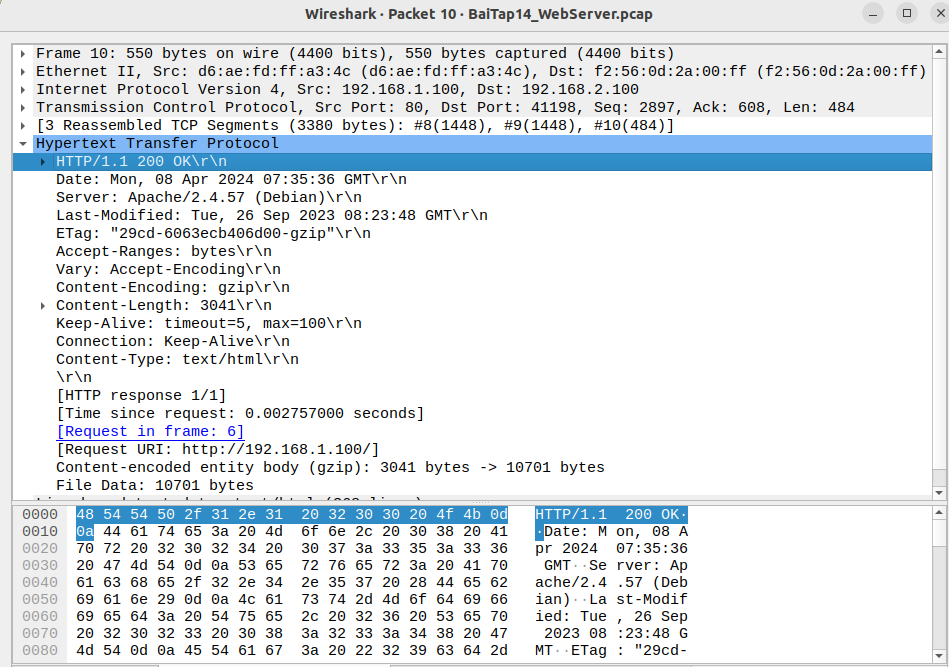 Wireshark · Packet 10 · BaiTap14_WebServer.pcap
Frame 10: 550 bytes on wire (4400 bits), 550 bytes captured (4400 bits)
Ethernet II, Src: d6:ae:fd:ff:a3:4c (d6:ae:fd:ff:a3:4c), Dst: f2:56:0d:2a:00:ff (f2:56:0d:2a:00:ff)
Internet Protocol Version 4, Src: 192.168.1.100, Dst: 192.168.2.100
Transmission Control Protocol, Src Port: 80, Dst Port: 41198, Seq: 2897, Ack: 608, Len: 484
[3 Reassembled TCP Segments (3380 bytes): #8(1448), #9(1448), #10(484)]
Hypertext Transfer Protocol
HTTP/1.1 200 OK\r\n
Date: Mon, 08 Apr 2024 07:35:36 GMT\r\n
Server: Apache/2.4.57 (Debian)\r\n
Last-Modified: Tue, 26 Sep 2023 08:23:48 GMT\r\n
ETag: "29cd-6063ecb406d00-gzip"\r\n
Accept-Ranges: bytes\r\n
Vary: Accept-Encoding\r\n
Content-Encoding: gzip\r\n
Content-Length: 3041\r\n
Keep-Alive: timeout=5, max=100\r\n
Connection: Keep-Alive\r\n
Content-Type: text/html\r\n
\r\n
[HTTP response 1/1]
[Time since request: 0.002757000 seconds]
[Request in frame: 6]
[Request URI: http://192.168.1.100/]
Content-encoded entity body (gzip): 3041 bytes -> 10701 bytes
File Data: 10701 bytes
0000 48 54 54 50 2f 31 2e 31 20 32 30 30 20 4f 4b 0d HTTP/1.1 200 OK·
0010 0a 44 61 74 65 3a 20 4d 6f 6e 2c 20 30 38 20 41 ·Date: M on, 08 A
0020 70 72 20 32 30 32 34 20 30 37 3a 33 35 3a 33 36 pr 2024 07:35:36
0030 20 47 4d 54 0d 0a 53 65 72 76 65 72 3a 20 41 70 GMT··Se rver: Ap
0040 61 63 68 65 2f 32 2e 34 2e 35 37 20 28 44 65 62 ache/2.4 .57 (Deb
0050 69 61 6e 29 0d 0a 4c 61 73 74 2d 4d 6f 64 69 66 ian)··La st-Modif
0060 69 65 64 3a 20 54 75 65 2c 20 32 36 20 53 65 70 ied: Tue , 26 Sep
0070 20 32 30 32 33 20 30 38 3a 32 33 3a 34 38 20 47 2023 08 :23:48 G
0080 4d 54 0d 0a 45 54 61 67 3a 20 22 32 39 63 64 2d MT··ETag : "29cd-